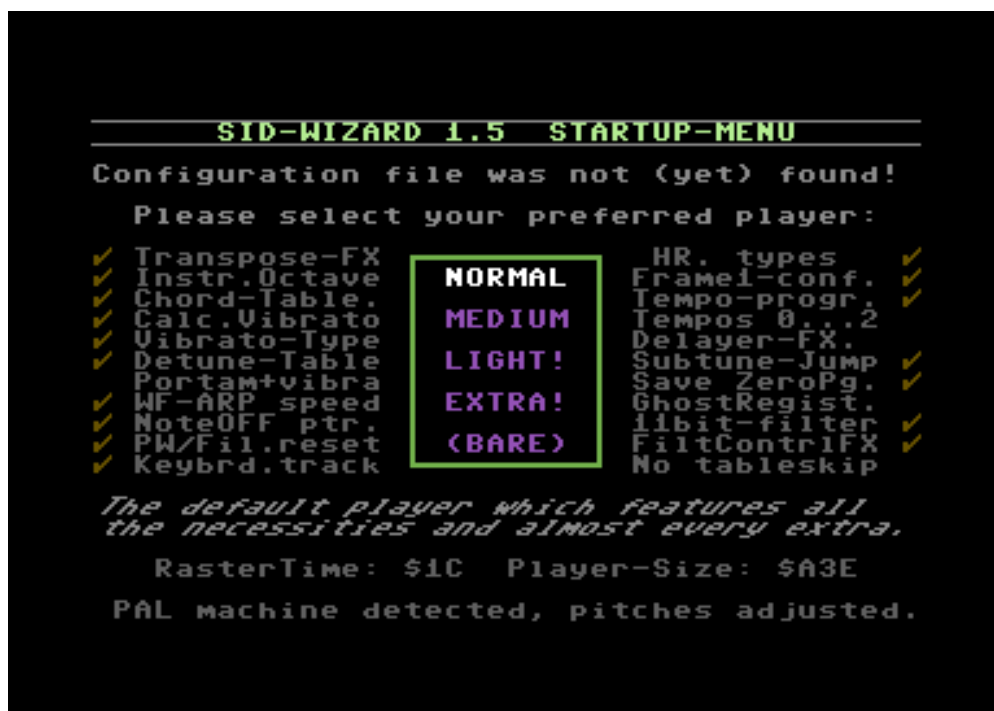 SID-WIZARD 1.5 STARTUP-MENU
Configuration file was not (yet) found!
Please select your preferred player:
✓ Transpose-FX
✓ Instr.Octave
✓ Chord-Table.
✓ Calc.Vibrato
✓ Vibrato-Type
✓ Detune-Table
Portam+vibra
✓ WF-ARP speed
✓ NoteOFF ptr.
✓ PW/Fil.reset
✓ Keybrd.track
NORMAL
MEDIUM
LIGHT!
EXTRA!
(BARE)
HR. types ✓
Frame1-conf. ✓
Tempo-progr. ✓
Tempos 0...2
Delayer-FX.
Subtune-Jump ✓
Save ZeroPg. ✓
GhostRegist.
11bit-filter ✓
FiltContrlFX ✓
No tableskip
The default player which features all
the necessities and almost every extra.
RasterTime: $1C Player-Size: $A3E
PAL machine detected, pitches adjusted.